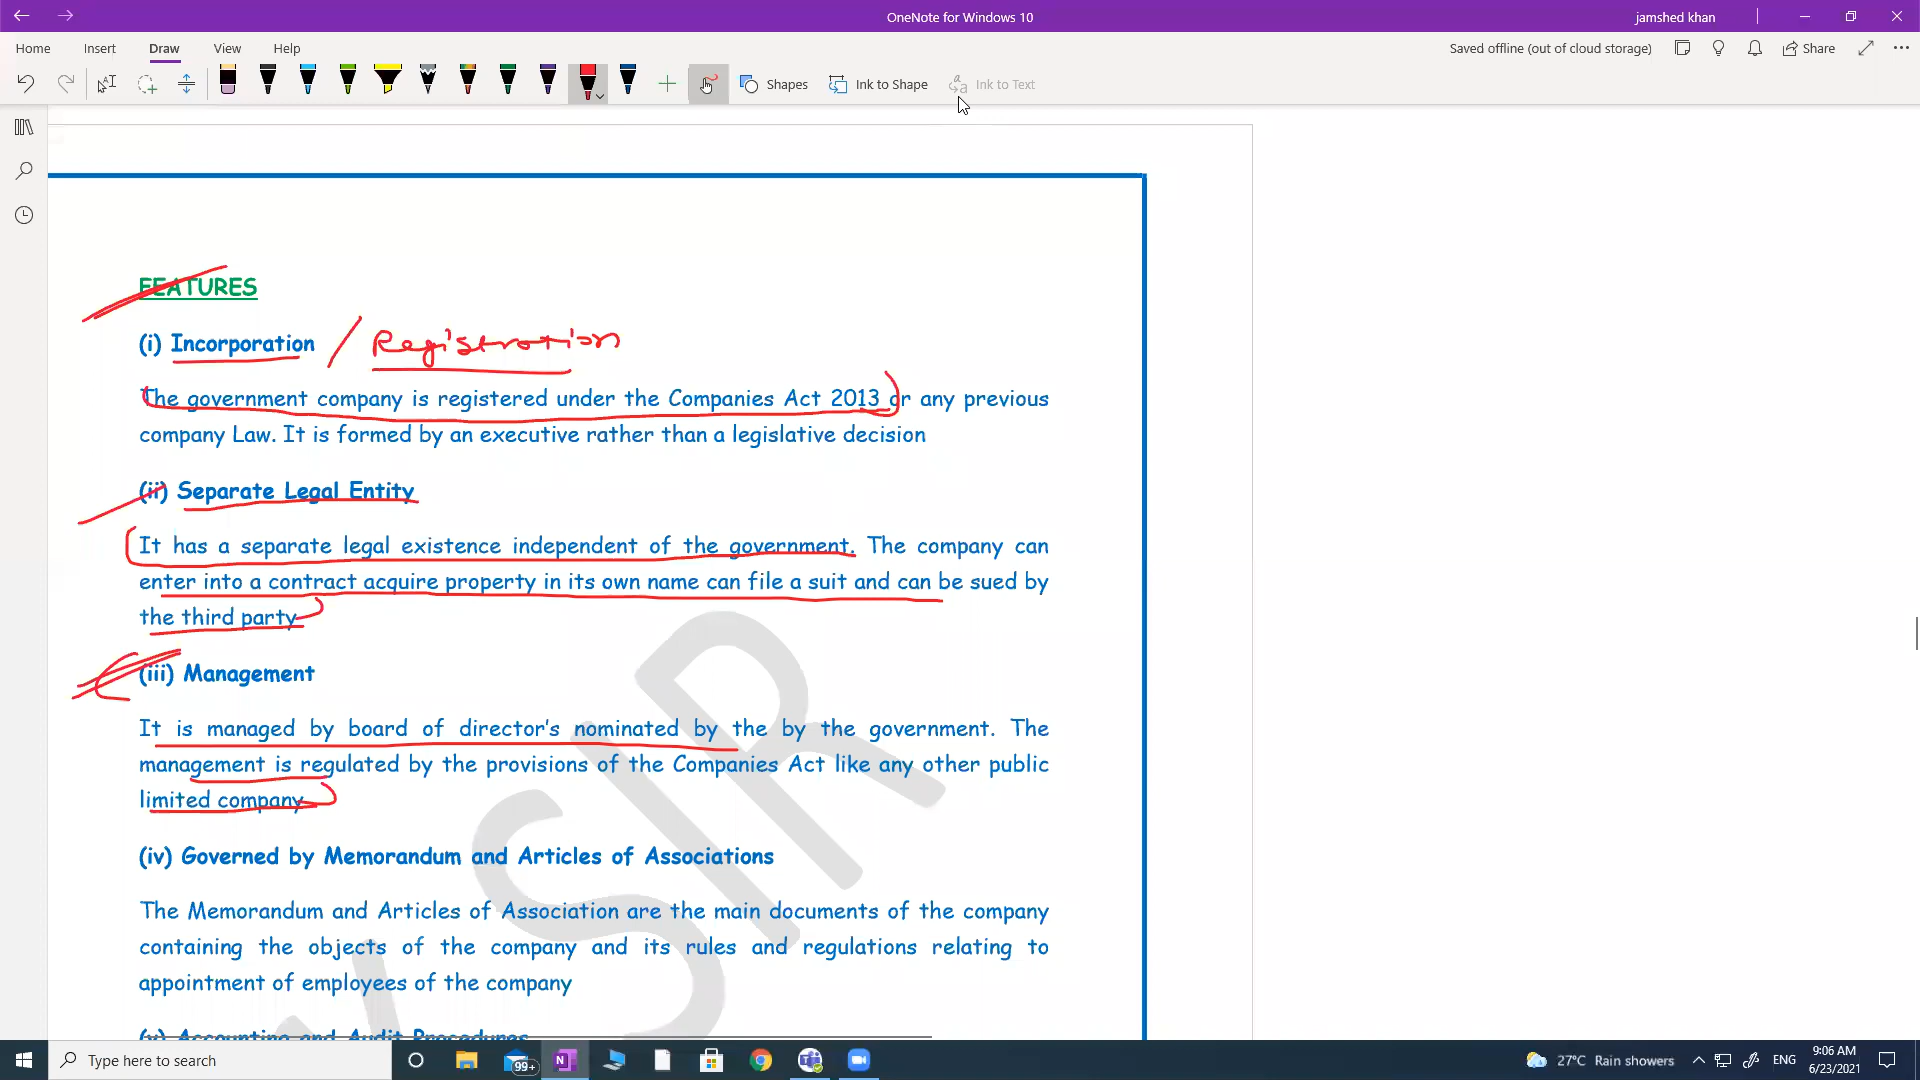 OneNote for Windows 10
jamshed khan
Home Insert Draw View Help
Saved offline (out of cloud storage)
Share
Shapes
Ink to Shape
Ink to Text
FEATURES
(i) Incorporation / Registration
The government company is registered under the Companies Act 2013 or any previous
company Law. It is formed by an executive rather than a legislative decision
(ii) Separate Legal Entity
It has a separate legal existence independent of the government. The company can
enter into a contract acquire property in its own name can file a suit and can be sued by
the third party
(iii) Management
It is managed by board of director's nominated by the by the government. The
management is regulated by the provisions of the Companies Act like any other public
limited company
(iv) Governed by Memorandum and Articles of Associations
The Memorandum and Articles of Association are the main documents of the company
containing the objects of the company and its rules and regulations relating to
appointment of employees of the company
(v) Accounting and Audit Procedures
SIR
Type here to search
99+
27°C Rain showers
ENG
9:06 AM
6/23/2021